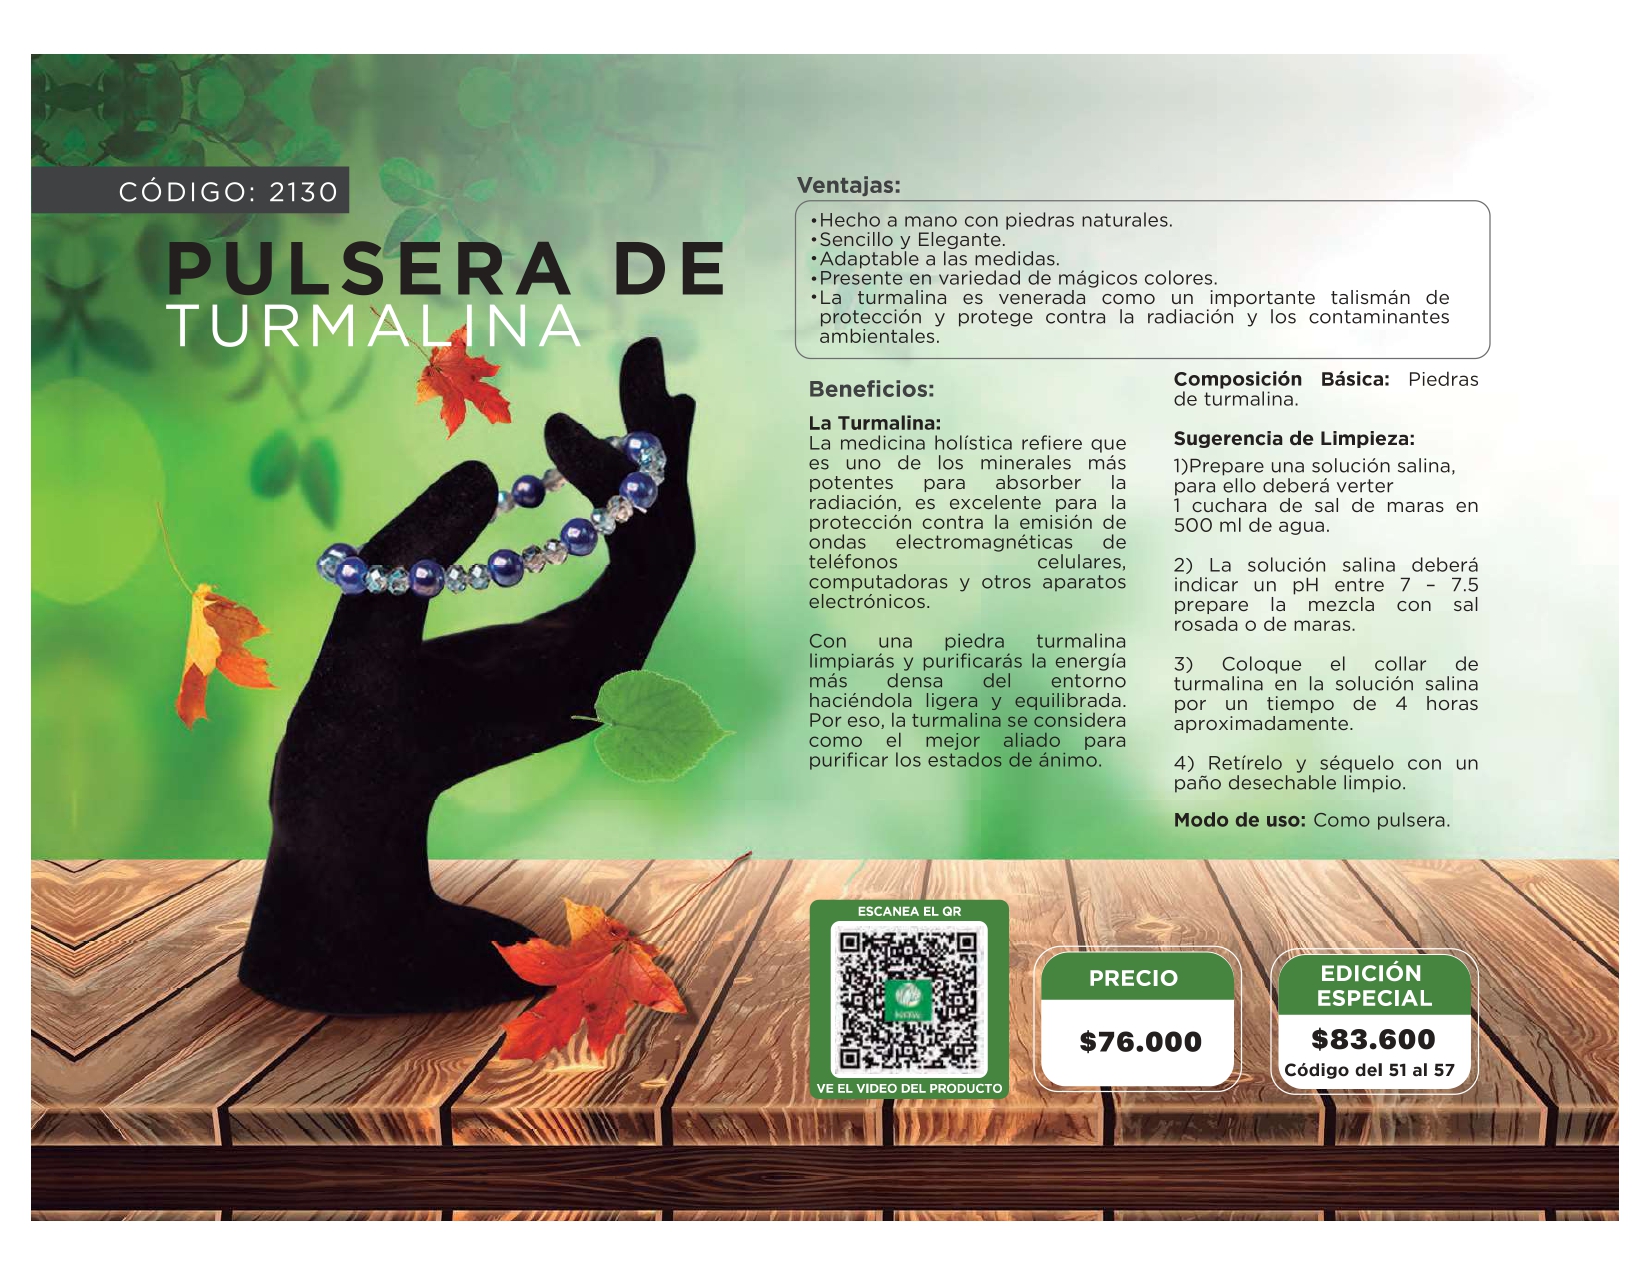 CÓDIGO: 2130
PULSERA DE
TURMALINA
Ventajas:
•Hecho a mano con piedras naturales.
•Sencillo y Elegante.
•Adaptable a las medidas.
•Presente en variedad de mágicos colores.
•La turmalina es venerada como un importante talismán de
protección y protege contra la radiación y los contaminantes
ambientales.
Beneficios:
La Turmalina:
La medicina holística refiere que
es uno de los minerales más
potentes para absorber la
radiación, es excelente para la
protección contra la emisión de
ondas electromagnéticas de
teléfonos celulares,
computadoras y otros aparatos
electrónicos.
Con una piedra turmalina
limpiarás y purificarás la energía
más densa del entorno
haciéndola ligera y equilibrada.
Por eso, la turmalina se considera
como el mejor aliado para
purificar los estados de ánimo.
Composición Básica: Piedras
de turmalina.
Sugerencia de Limpieza:
1)Prepare una solución salina,
para ello deberá verter
1 cuchara de sal de maras en
500 ml de agua.
2) La solución salina deberá
indicar un pH entre 7 – 7.5
prepare la mezcla con sal
rosada o de maras.
3) Coloque el collar de
turmalina en la solución salina
por un tiempo de 4 horas
aproximadamente.
4) Retírelo y séquelo con un
paño desechable limpio.
Modo de uso: Como pulsera.
ESCANEA EL QR
VE EL VIDEO DEL PRODUCTO
PRECIO
$76.000
EDICIÓN
ESPECIAL
$83.600
Código del 51 al 57